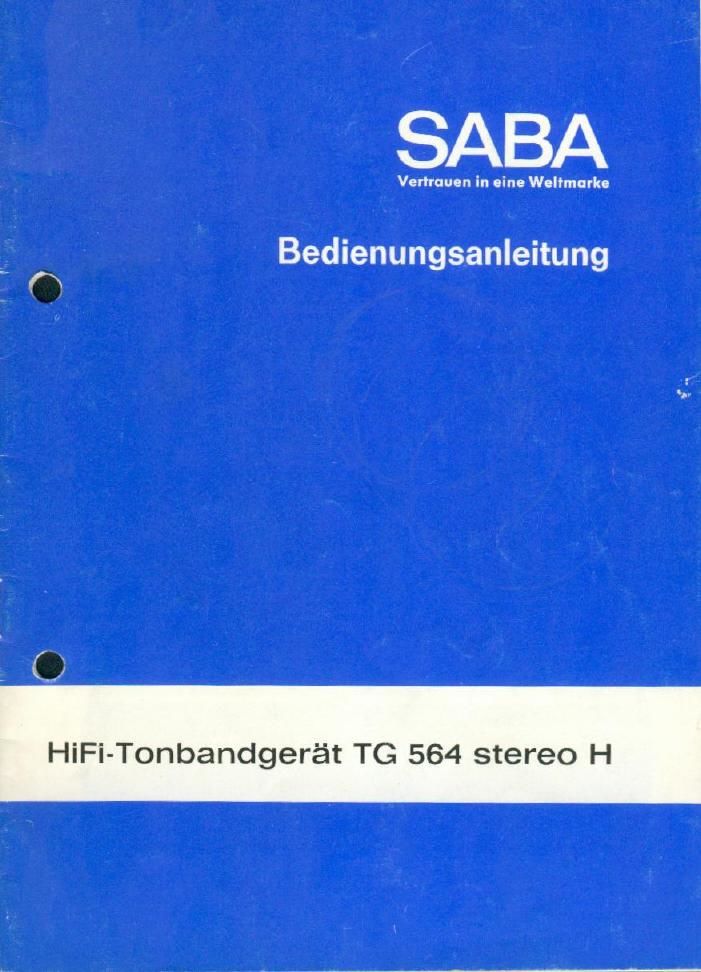 SABA
Vertrauen in eine Weltmarke
Bedienungsanleitung
HiFi-Tonbandgerät TG 564 stereo H